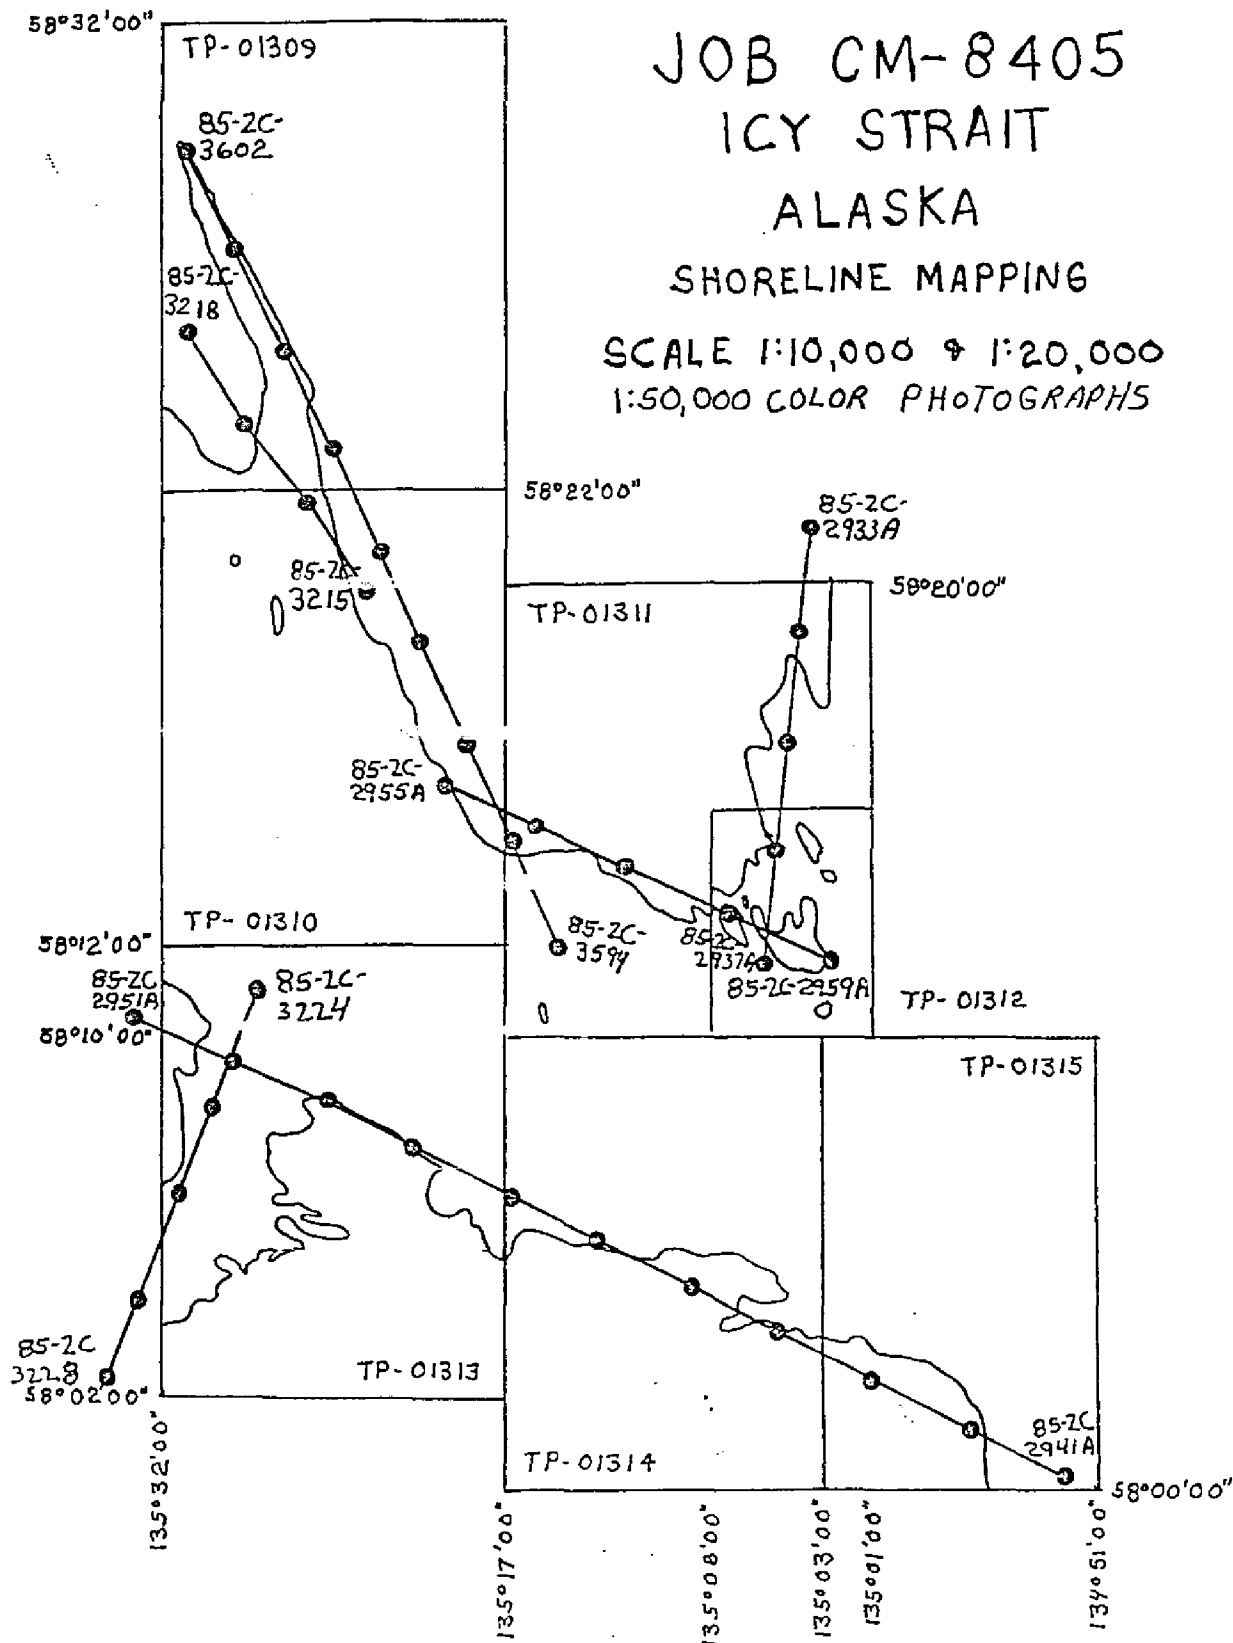 58°32'00"
TP-01309
JOB CM-8405
ICY STRAIT
ALASKA
SHORELINE MAPPING
SCALE 1:10,000 & 1:20,000
1:50,000 COLOR PHOTOGRAPHS
85-2C-
3602
85-2C-
3218
58°22'00"
85-2C-
2933A
85-2C-
3215
58°20'00"
TP-01311
85-2C-
2955A
TP-01310
58°12'00"
85-2C-
3594
85-2C-
2937A
85-2C-2959A
TP-01312
85-2C
2951A
85-2C-
3224
58°10'00"
TP-01315
85-2C
3228
58°02'00"
TP-01313
TP-01314
85-2C
2941A
58°00'00"
135°32'00"
135°17'00"
135°08'00"
135°03'00"
135°01'00"
134°51'00"